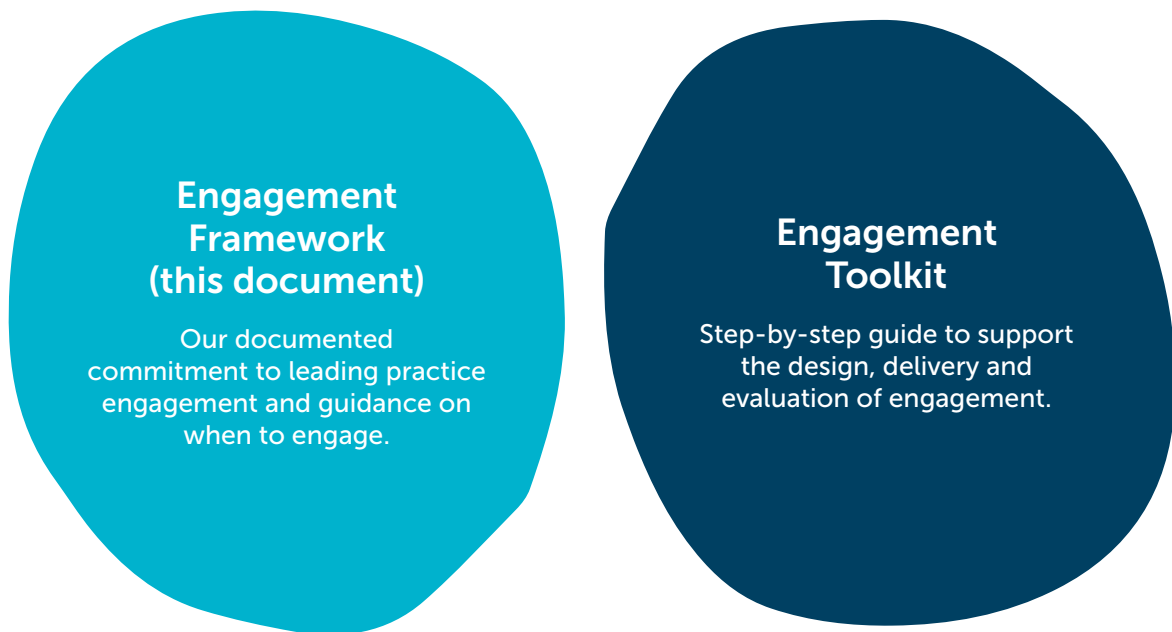 Engagement
Framework
(this document)
Our documented
commitment to leading practice
engagement and guidance on
when to engage.
Engagement
Toolkit
Step-by-step guide to support
the design, delivery and
evaluation of engagement.